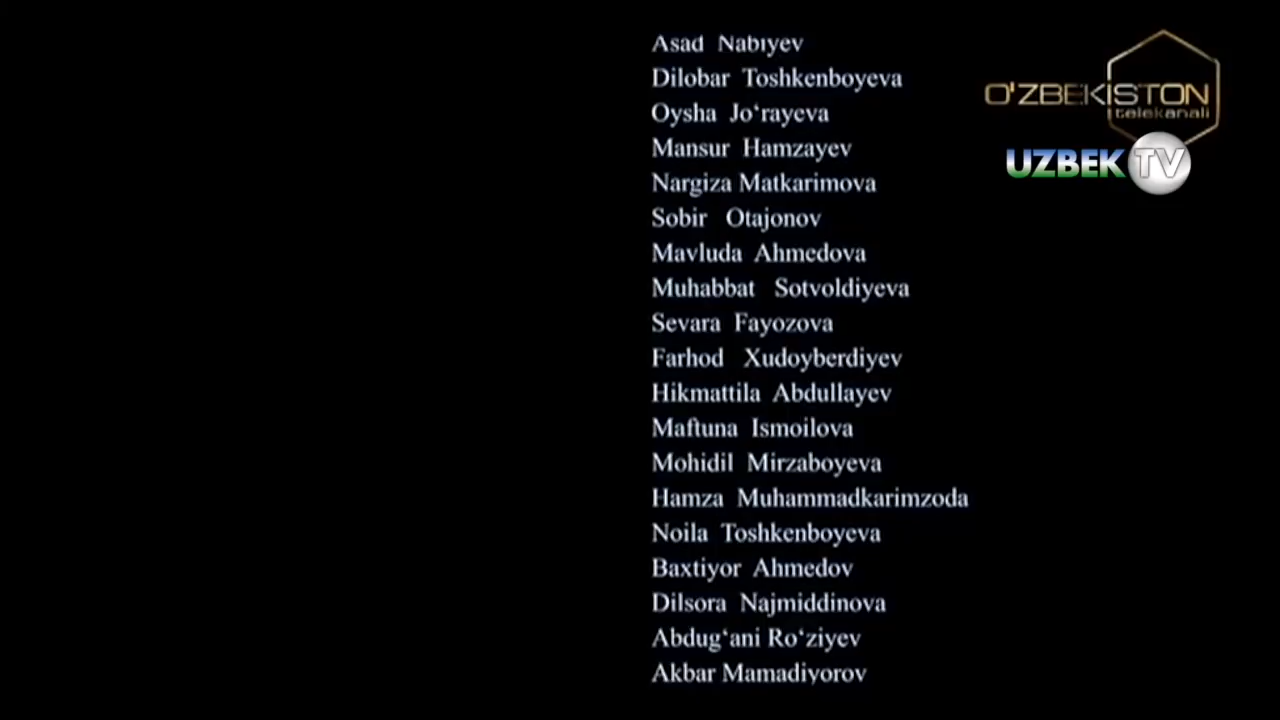 Asad Nabiyev
Dilobar Toshkenboyeva
Oysha Jo‘rayeva
Mansur Hamzayev
Nargiza Matkarimova
Sobir Otajonov
Mavluda Ahmedova
Muhabbat Sotvoldiyeva
Sevara Fayozova
Farhod Xudoyberdiyev
Hikmattila Abdullayev
Maftuna Ismoilova
Mohidil Mirzaboyeva
Hamza Muhammadkarimzoda
Noila Toshkenboyeva
Baxtiyor Ahmedov
Dilsora Najmiddinova
Abdug‘ani Ro‘ziyev
Akbar Mamadiyorov
O'ZBEKISTON
telekanali
UZBEK TV